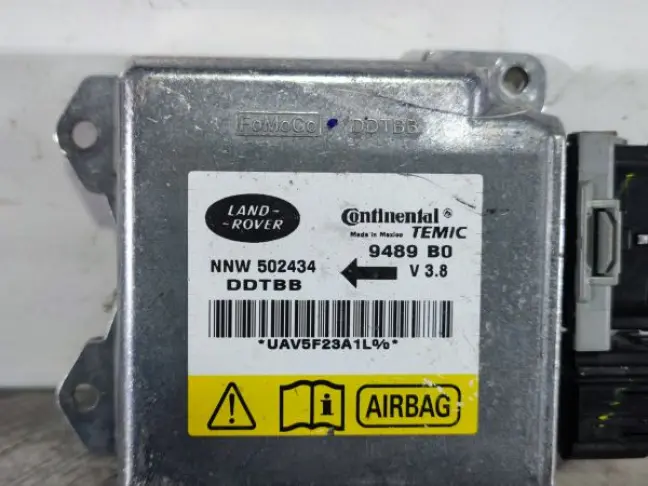 FoMoCo DDTBB
LAND-
-ROVER
Continental
Made in Mexico TEMIC
9489 B0
NNW 502434
V 3.8
DDTBB
*UAV5F23A1L%*
i
AIRBAG